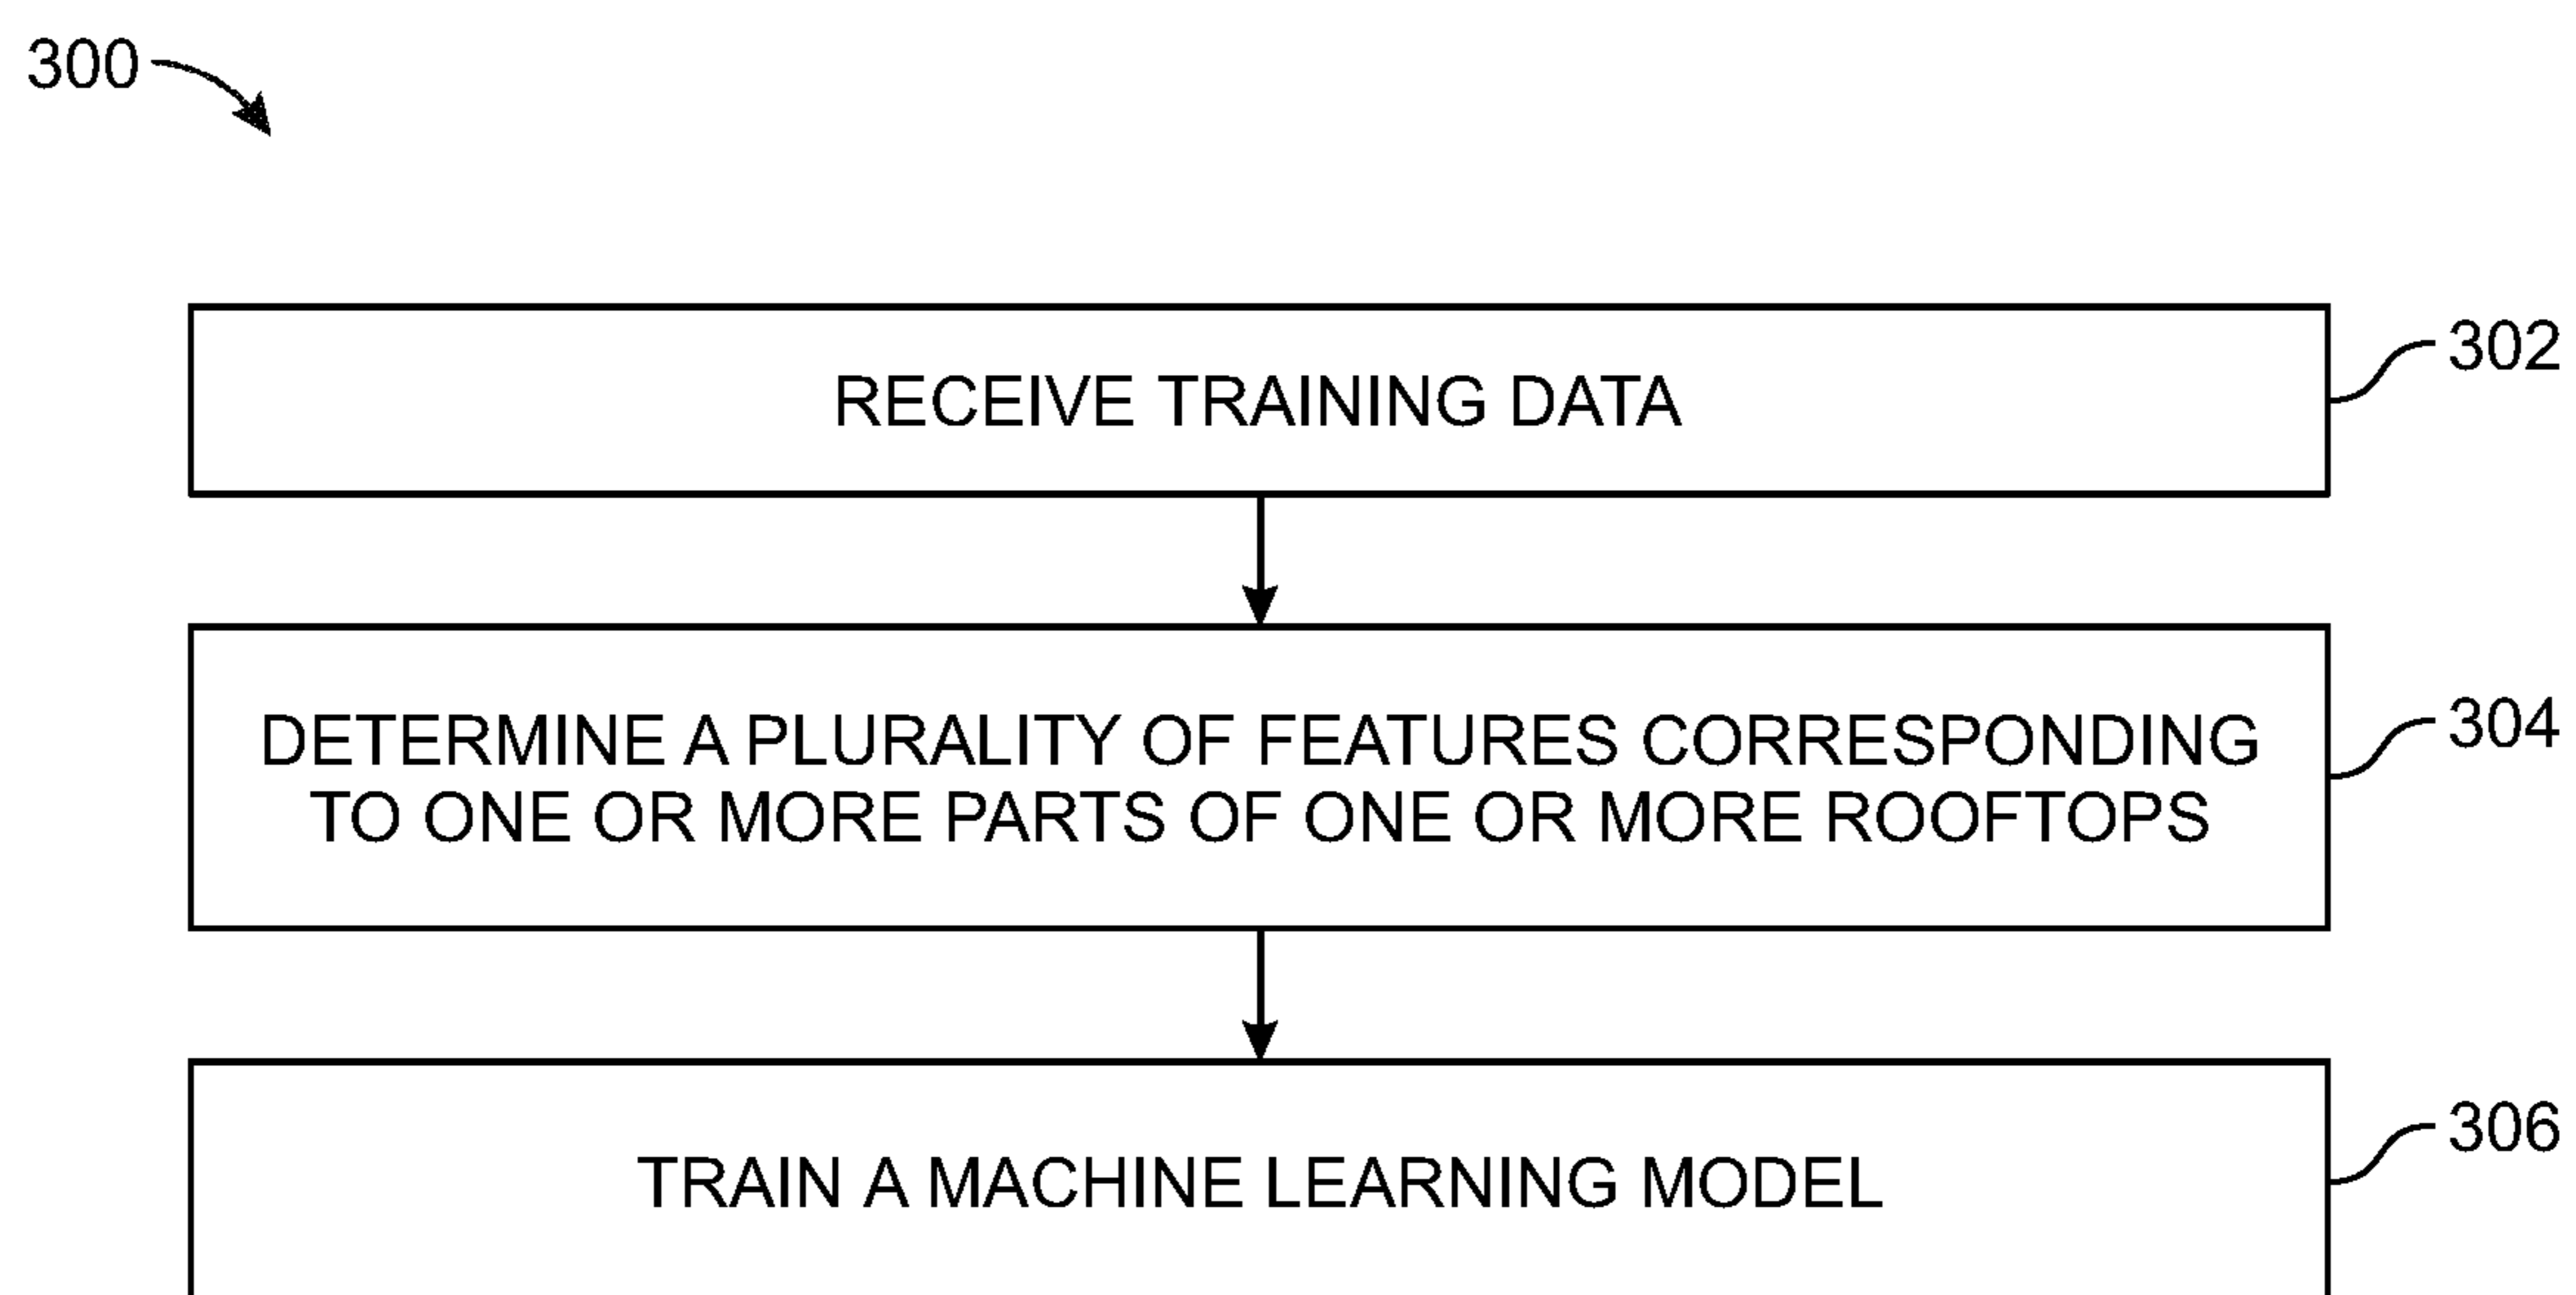 300
RECEIVE TRAINING DATA
302
DETERMINE A PLURALITY OF FEATURES CORRESPONDING
TO ONE OR MORE PARTS OF ONE OR MORE ROOFTOPS
304
TRAIN A MACHINE LEARNING MODEL
306